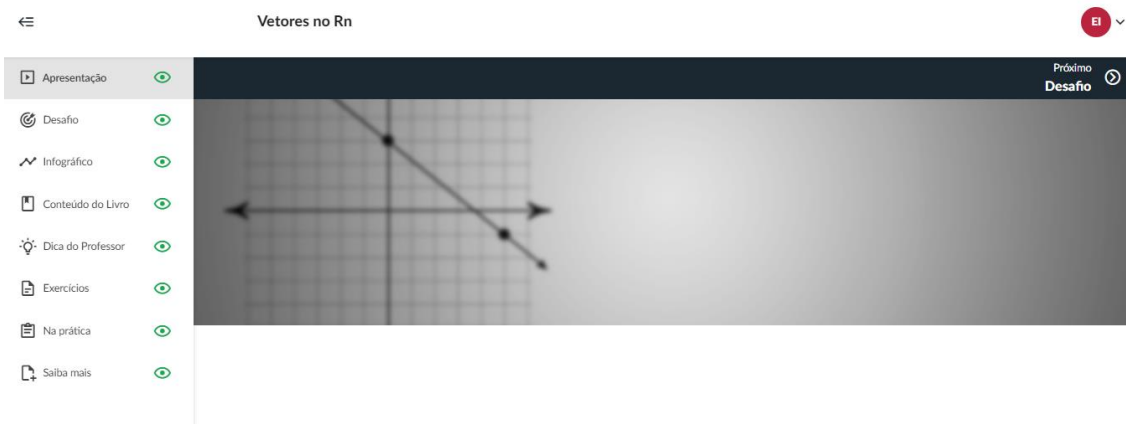 Vetores no Rn
EI
Apresentação
Próximo
Desafio
Desafio
Infográfico
Conteúdo do Livro
Dica do Professor
Exercícios
Na prática
Saiba mais